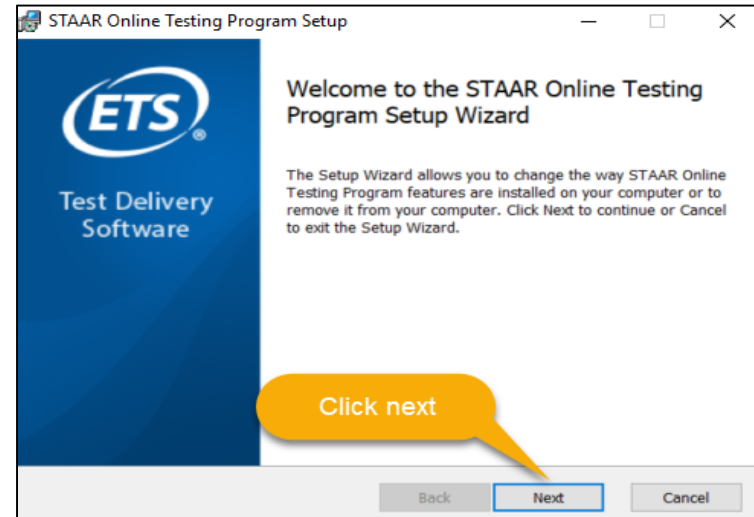 STAAR Online Testing Program Setup
ETS®
Test Delivery
Software
Welcome to the STAAR Online Testing
Program Setup Wizard
The Setup Wizard allows you to change the way STAAR Online
Testing Program features are installed on your computer or to
remove it from your computer. Click Next to continue or Cancel
to exit the Setup Wizard.
Click next
Back
Next
Cancel